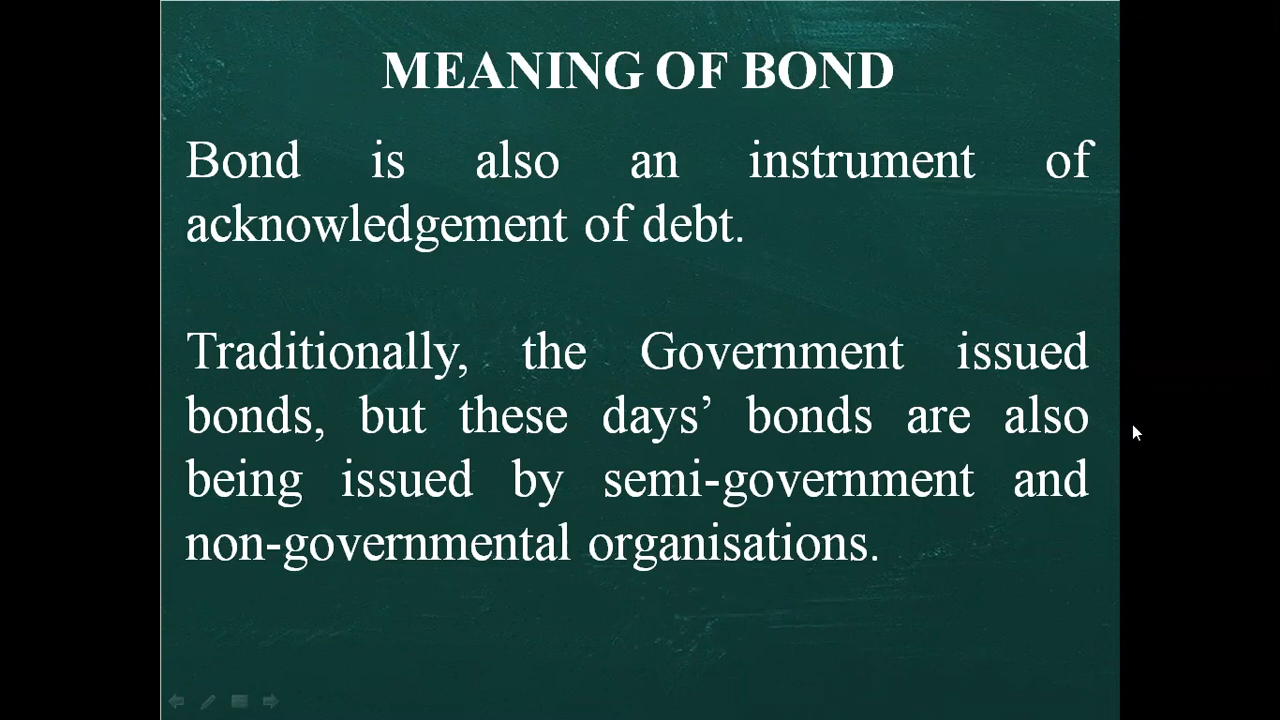 MEANING OF BOND
Bond is also an instrument of
acknowledgement of debt.
Traditionally, the Government issued
bonds, but these days’ bonds are also
being issued by semi-government and
non-governmental organisations.